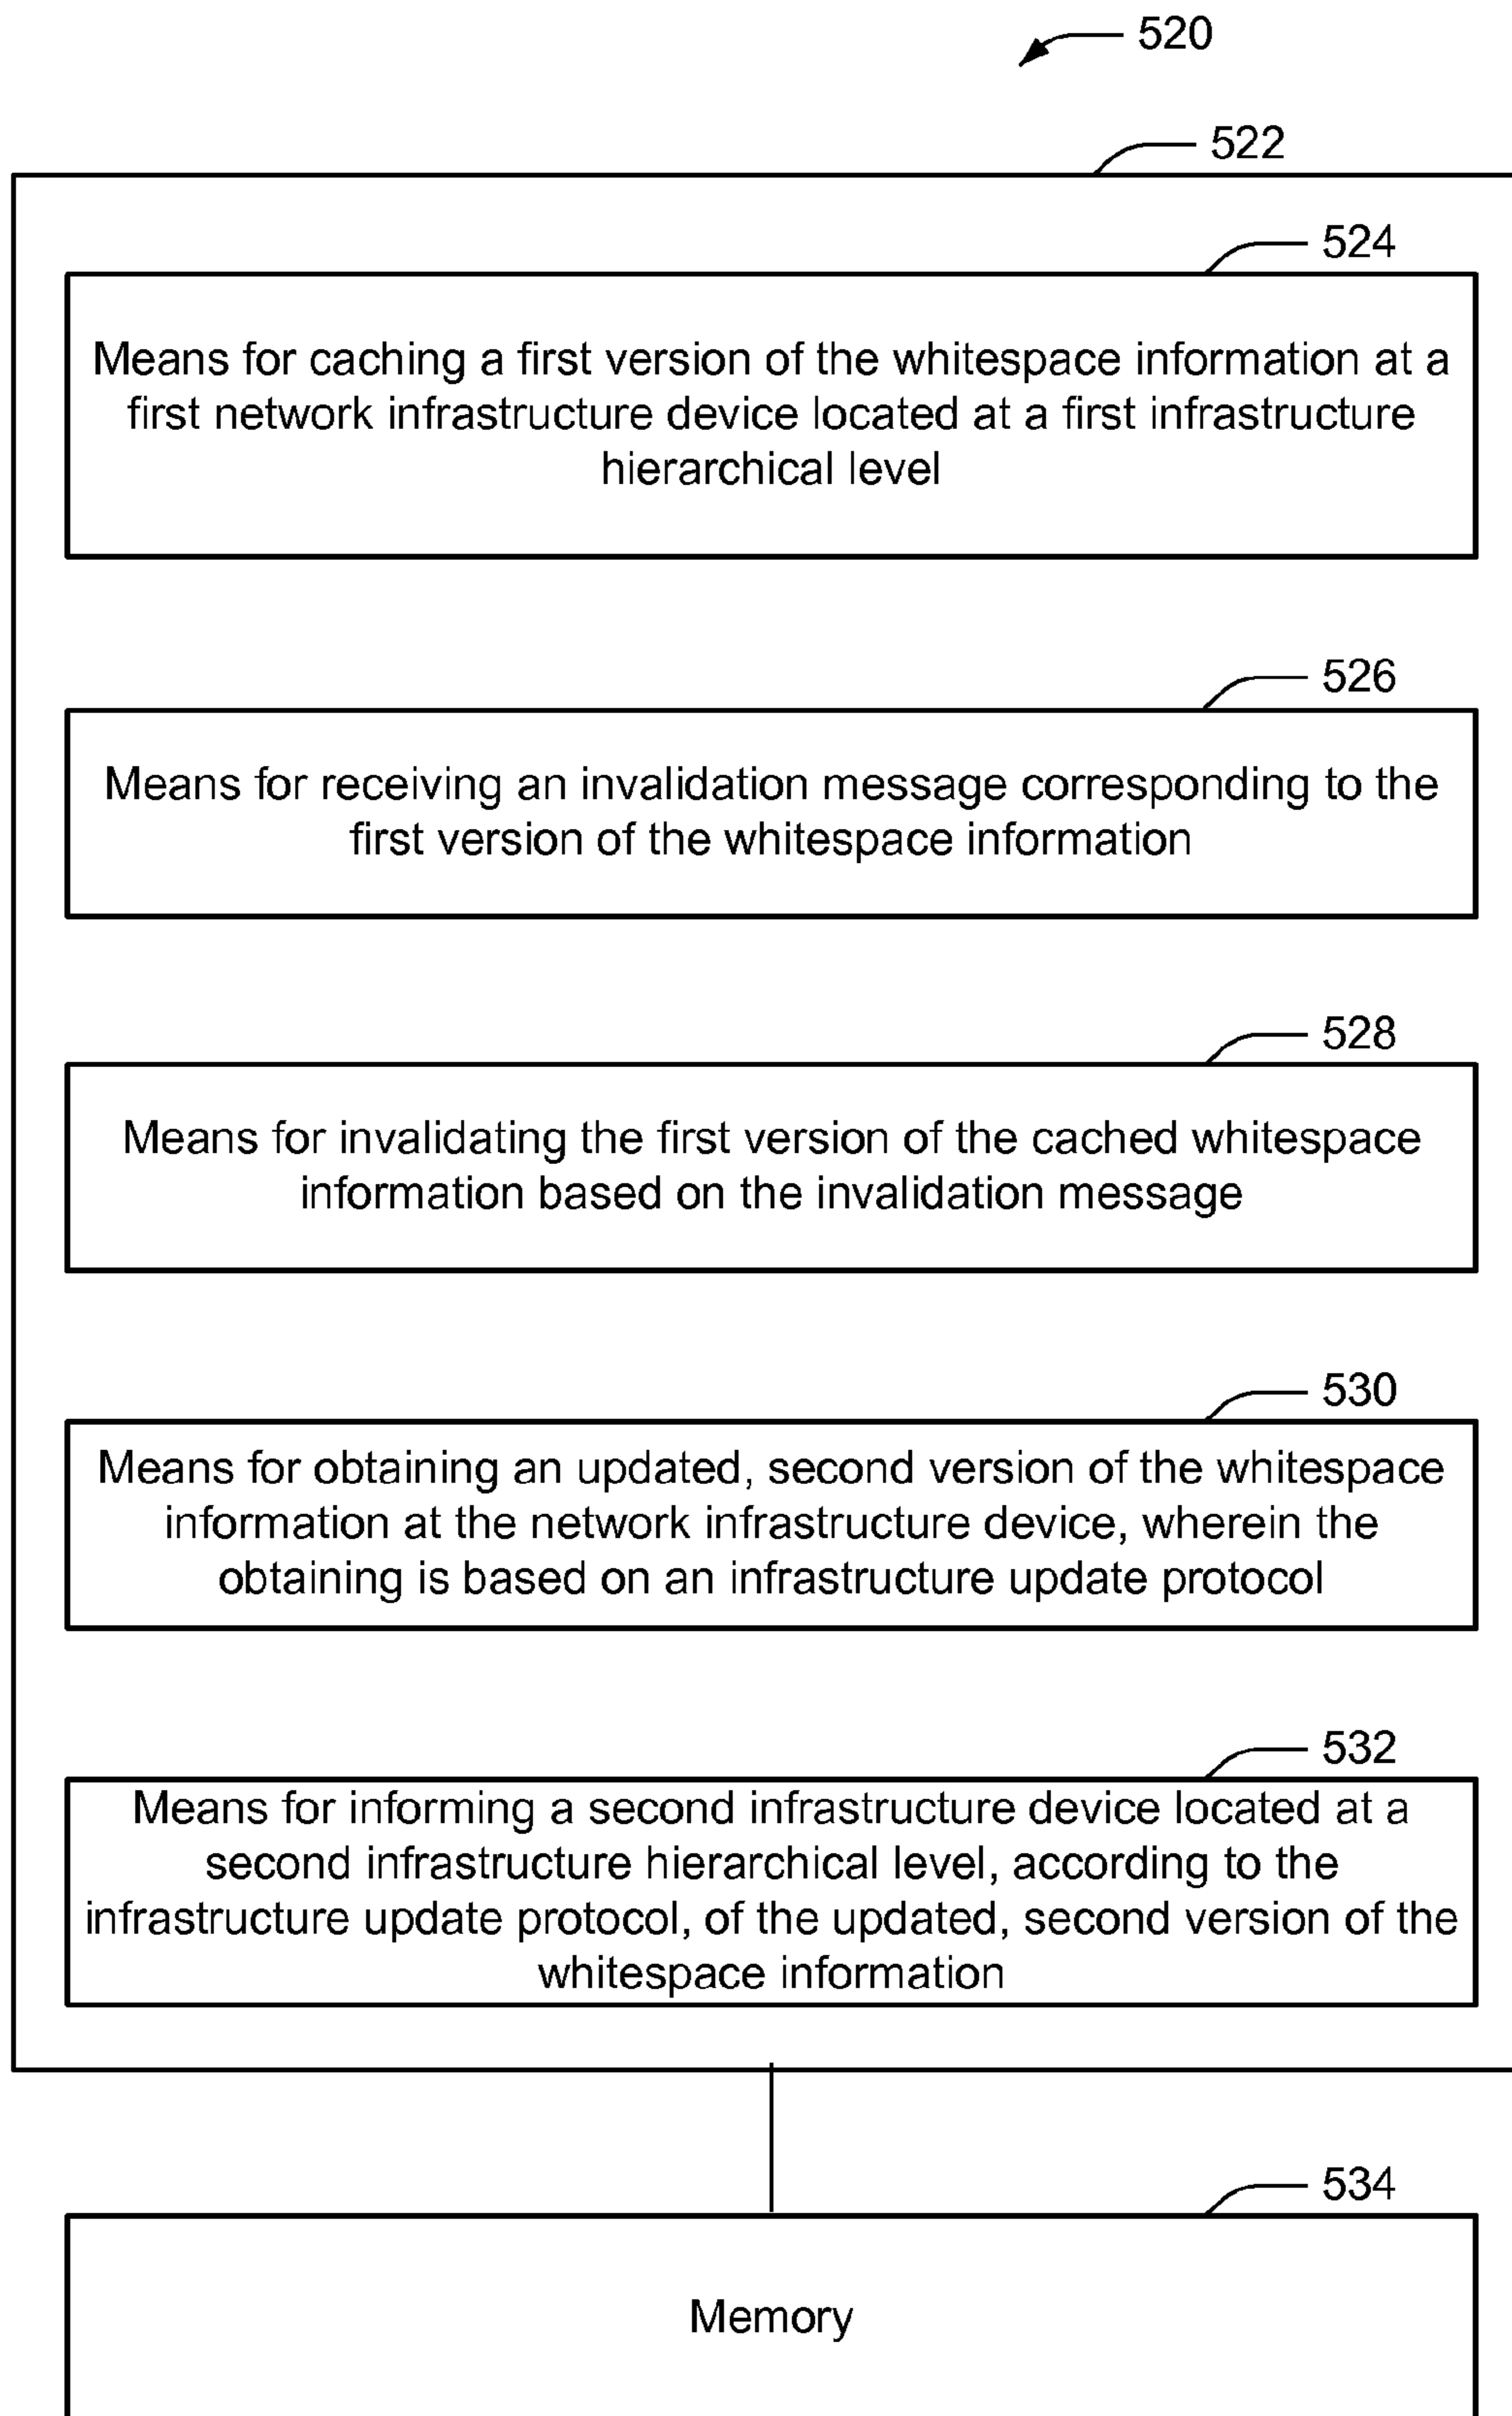 520
522
524
Means for caching a first version of the whitespace information at a
first network infrastructure device located at a first infrastructure
hierarchical level
526
Means for receiving an invalidation message corresponding to the
first version of the whitespace information
528
Means for invalidating the first version of the cached whitespace
information based on the invalidation message
530
Means for obtaining an updated, second version of the whitespace
information at the network infrastructure device, wherein the
obtaining is based on an infrastructure update protocol
532
Means for informing a second infrastructure device located at a
second infrastructure hierarchical level, according to the
infrastructure update protocol, of the updated, second version of the
whitespace information
534
Memory